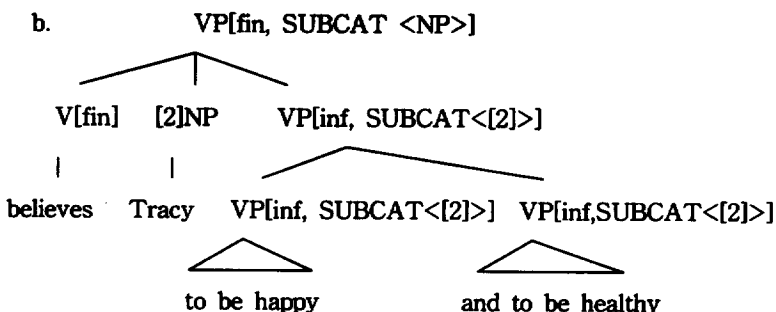 b. VP[fin, SUBCAT <NP>]
V[fin] [2]NP VP[inf, SUBCAT<[2]>]
believes Tracy VP[inf, SUBCAT<[2]>] VP[inf,SUBCAT<[2]>]
to be happy and to be healthy